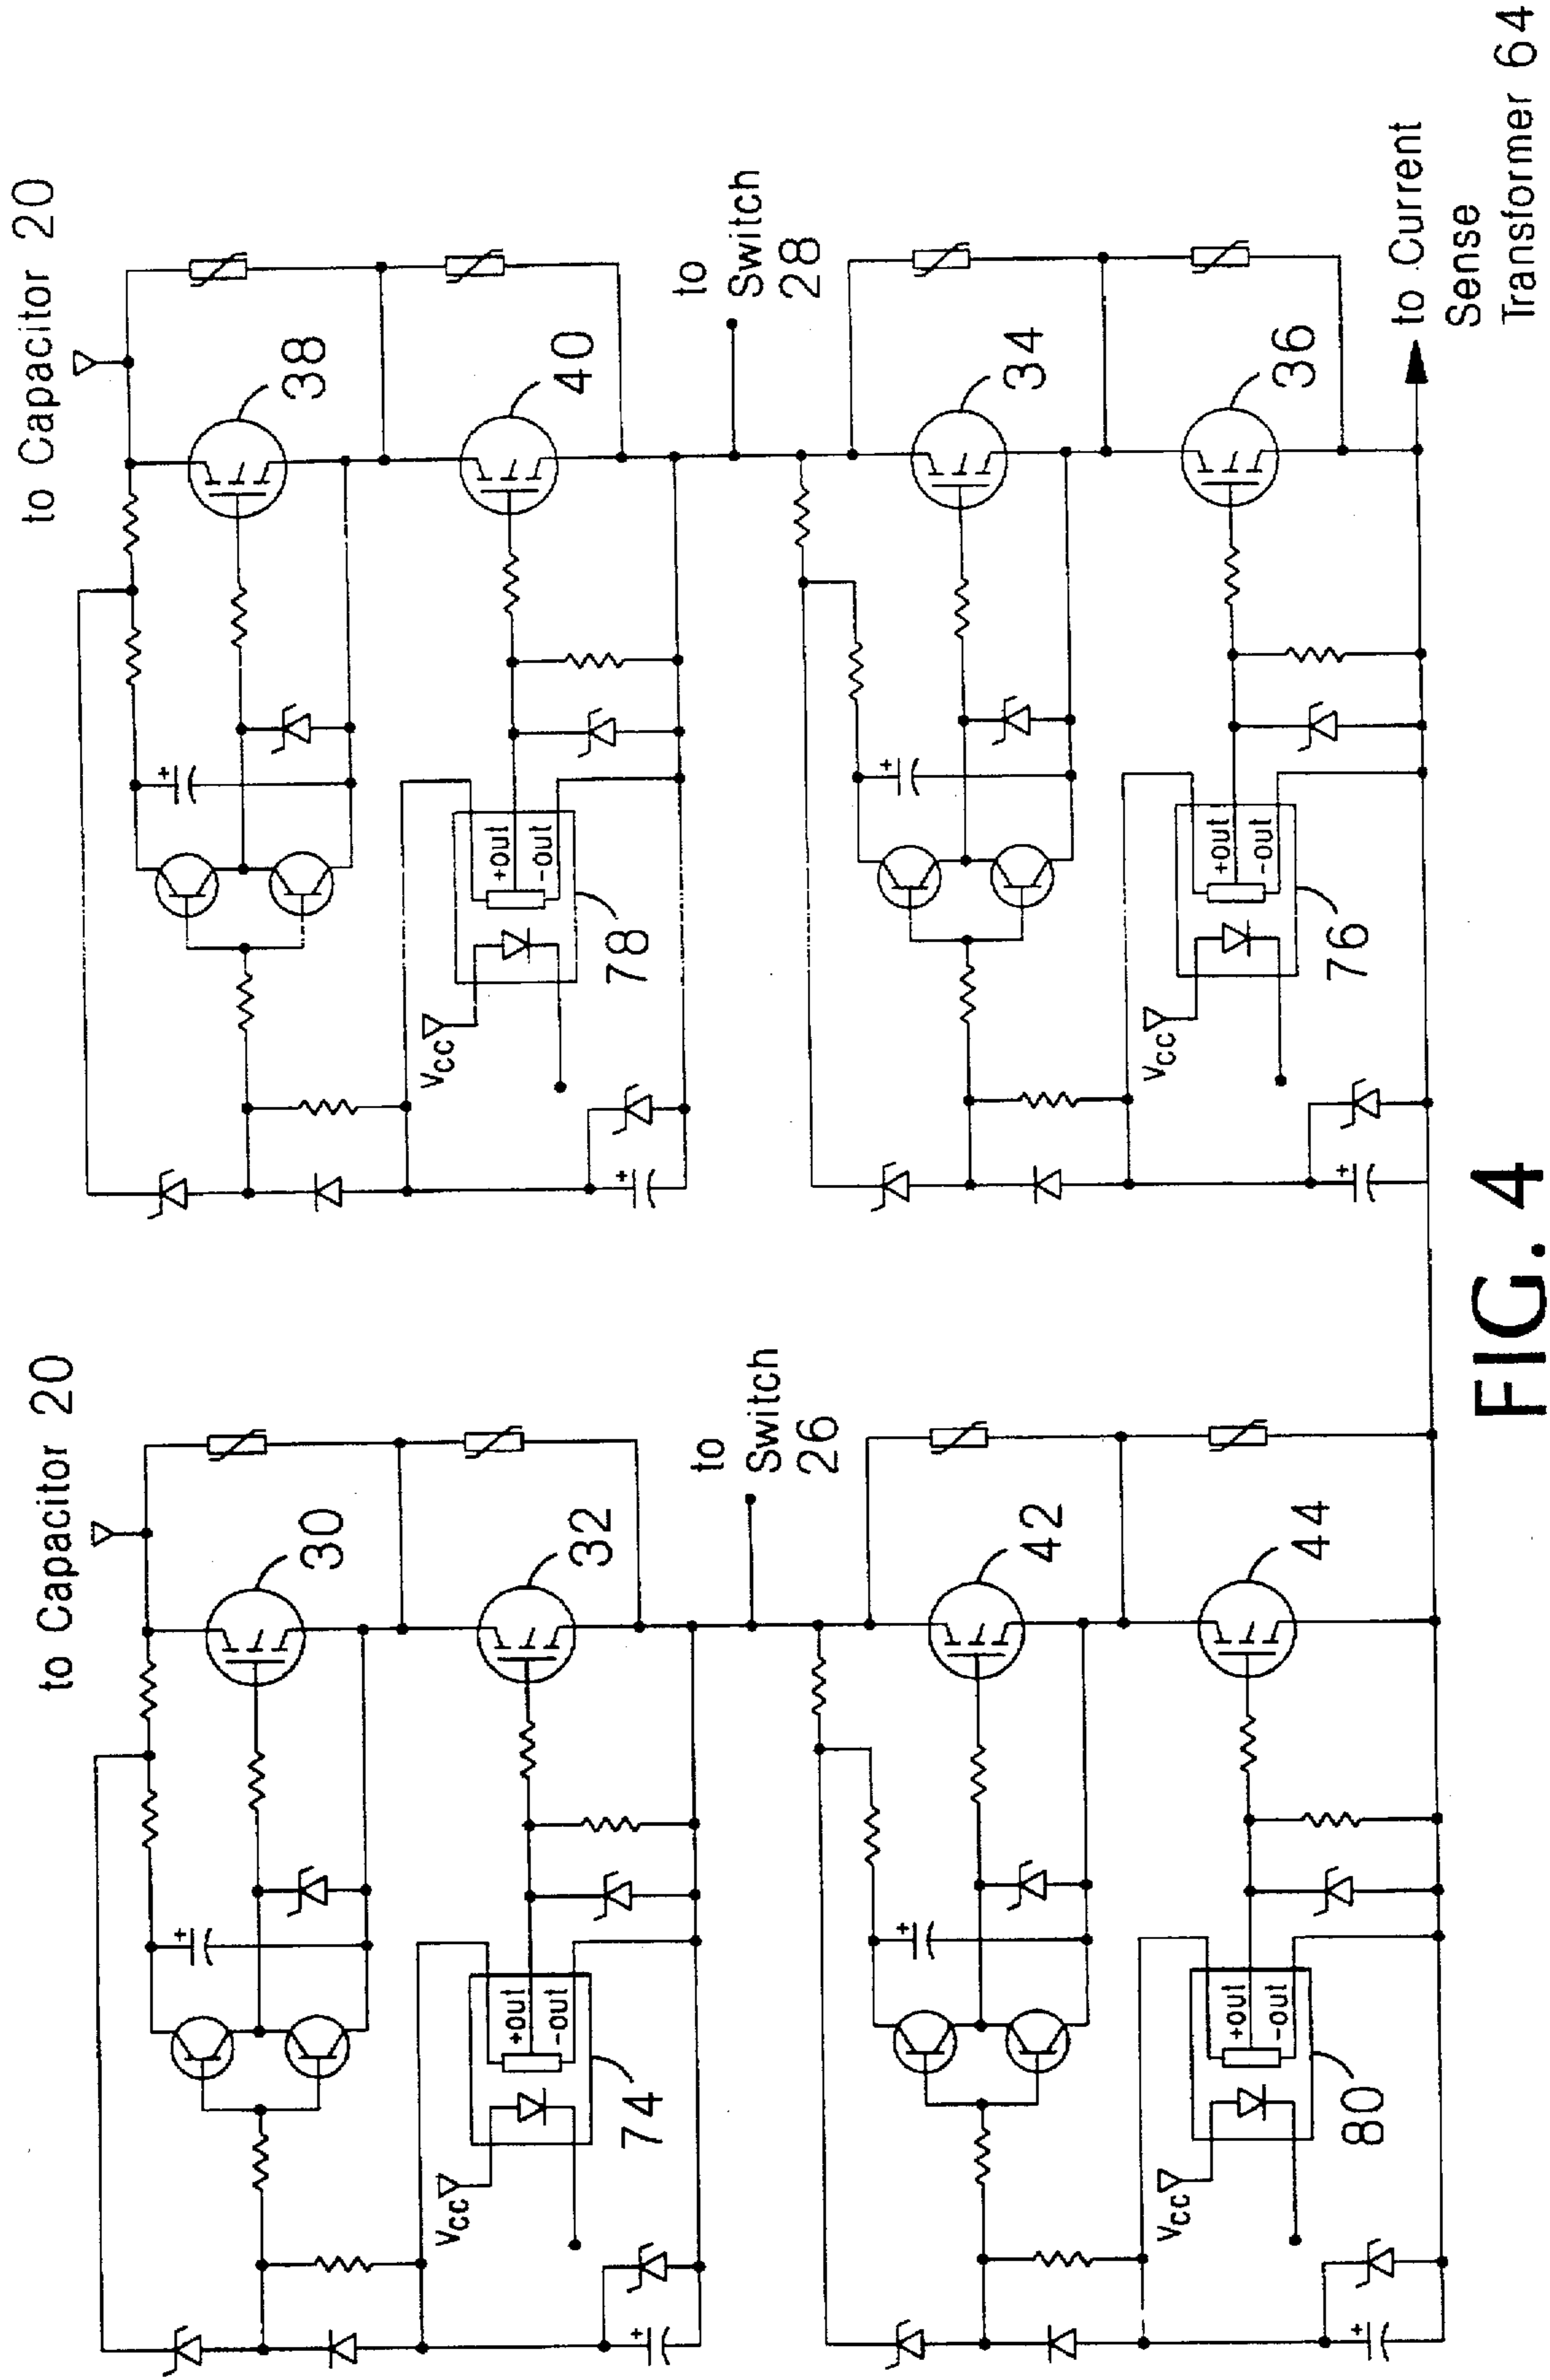 to Capacitor 20
30
32
+out
-out
74
Vcc
to
Switch
26
42
44
+out
-out
80
Vcc
to Capacitor 20
38
40
+out
-out
78
Vcc
to
Switch
28
34
36
+out
-out
76
Vcc
to Current
Sense
Transformer 64
FIG. 4